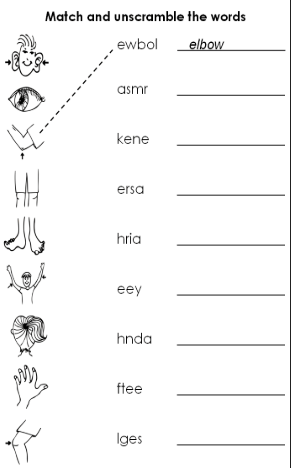 Match and unscramble the words
ewbol elbow
asmr
kene
ersa
hria
eey
hnda
ftee
lges